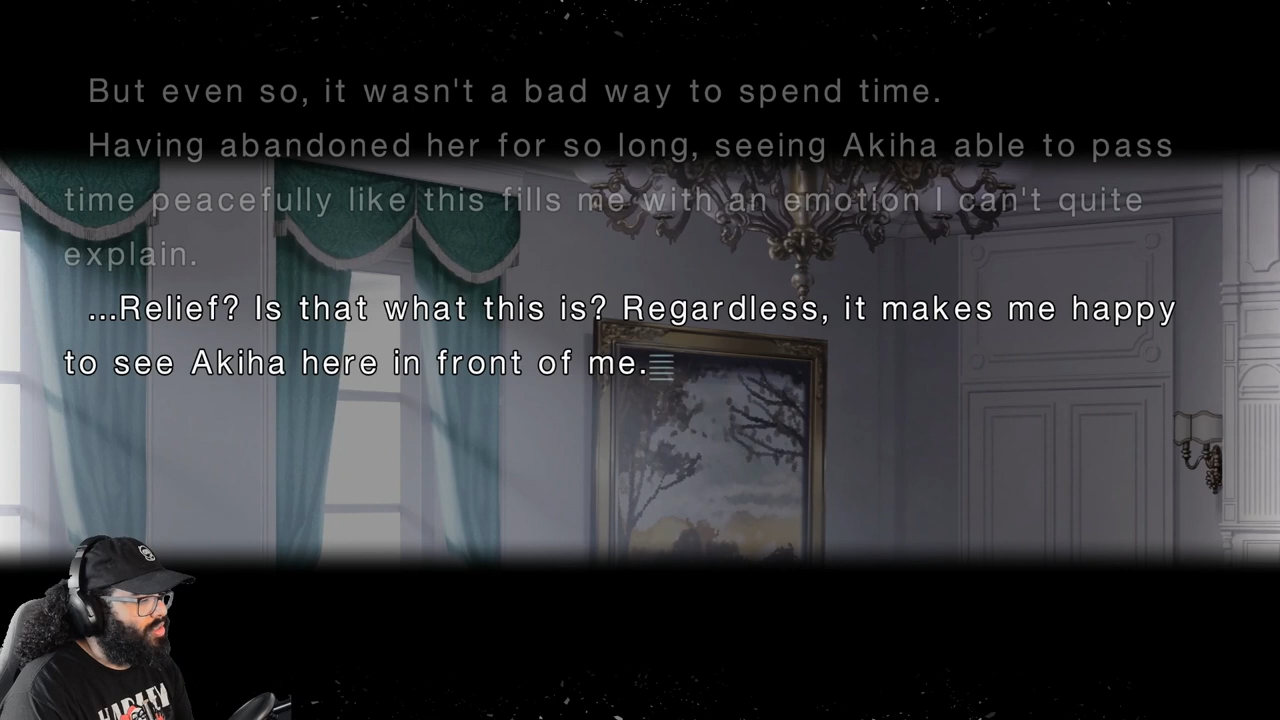 But even so, it wasn't a bad way to spend time.
Having abandoned her for so long, seeing Akiha able to pass
time peacefully like this fills me with an emotion I can't quite
explain.
...Relief? Is that what this is? Regardless, it makes me happy
to see Akiha here in front of me.